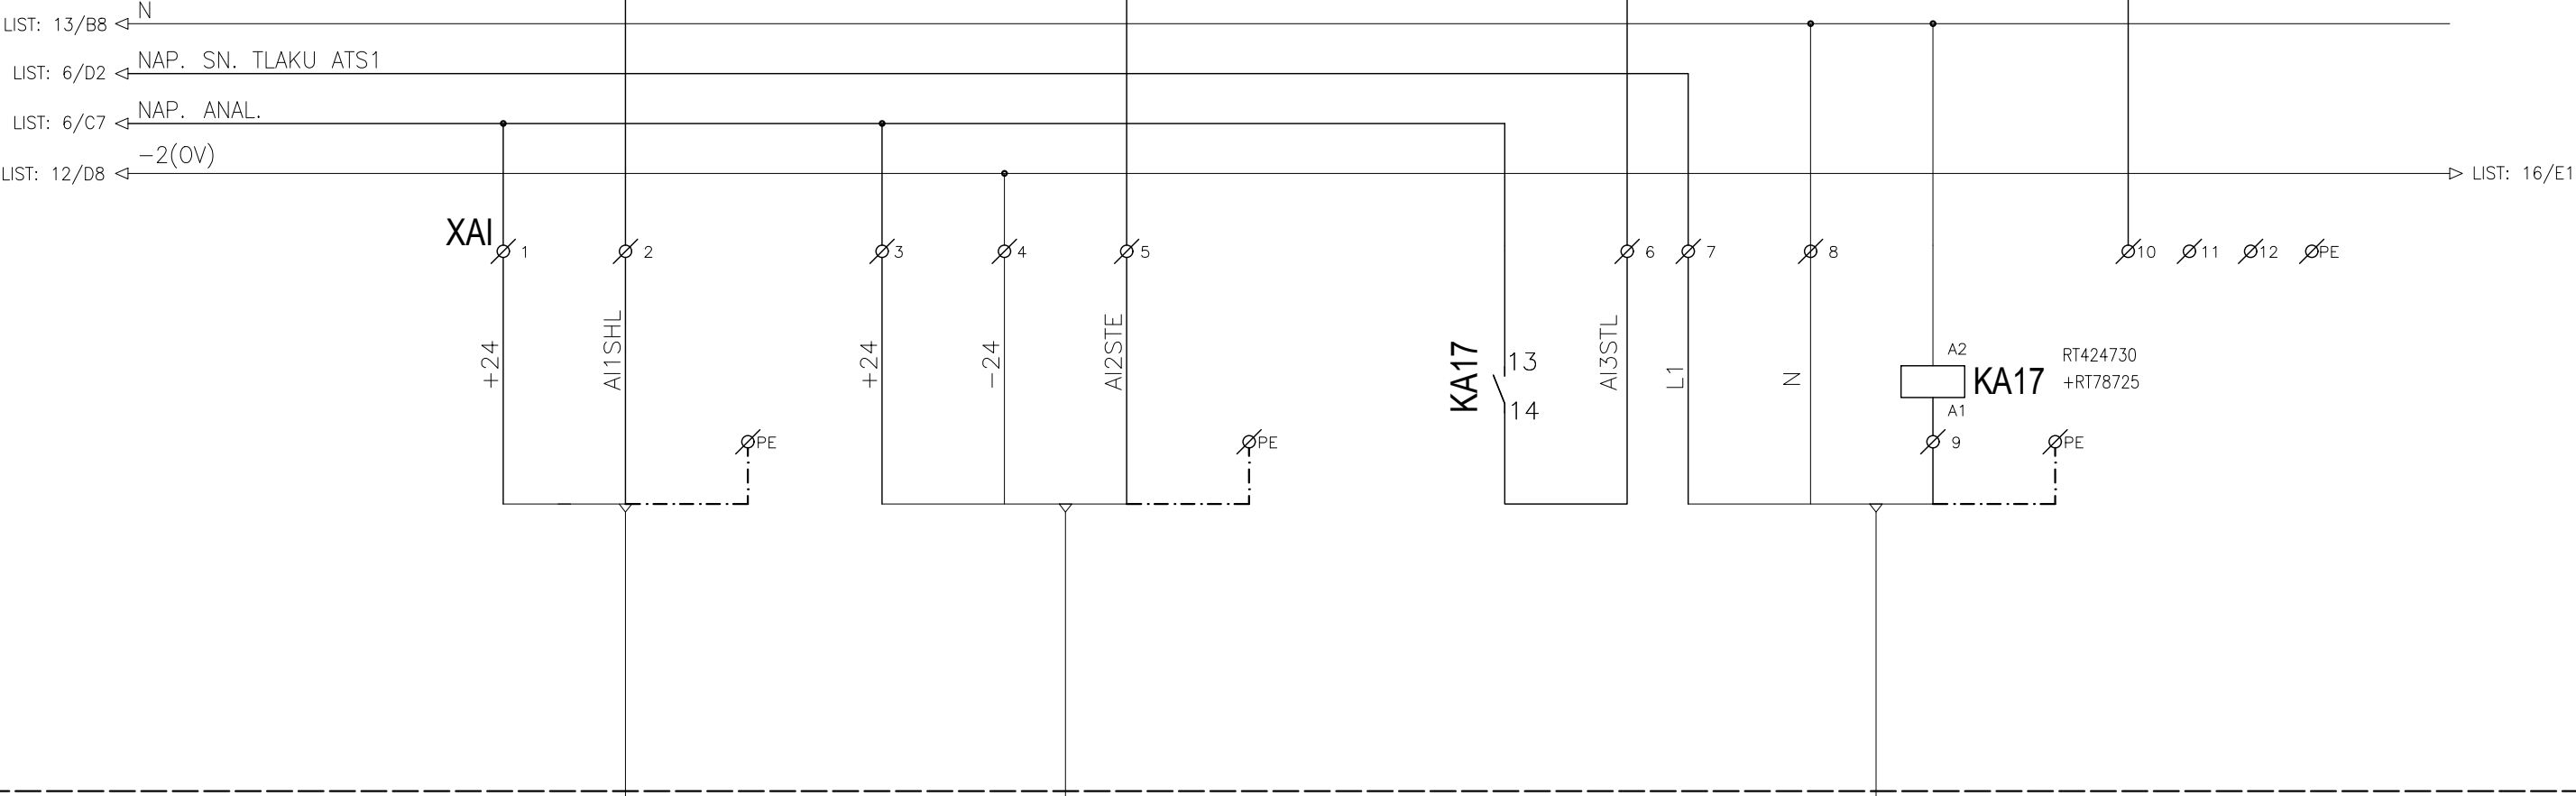 N
LIST: 13/B8
NAP. SN. TLAKU ATS1
LIST: 6/D2
NAP. ANAL.
LIST: 6/C7
-2(0V)
LIST: 12/D8
LIST: 16/E1
XAI
1
2
3
4
5
6
7
8
10
11
12
PE
+24
AI1SHL
+24
-24
AI2STE
KA17
13
14
AI3STL
L1
N
A2
KA17
A1
RT424730
+RT78725
PE
PE
9
PE